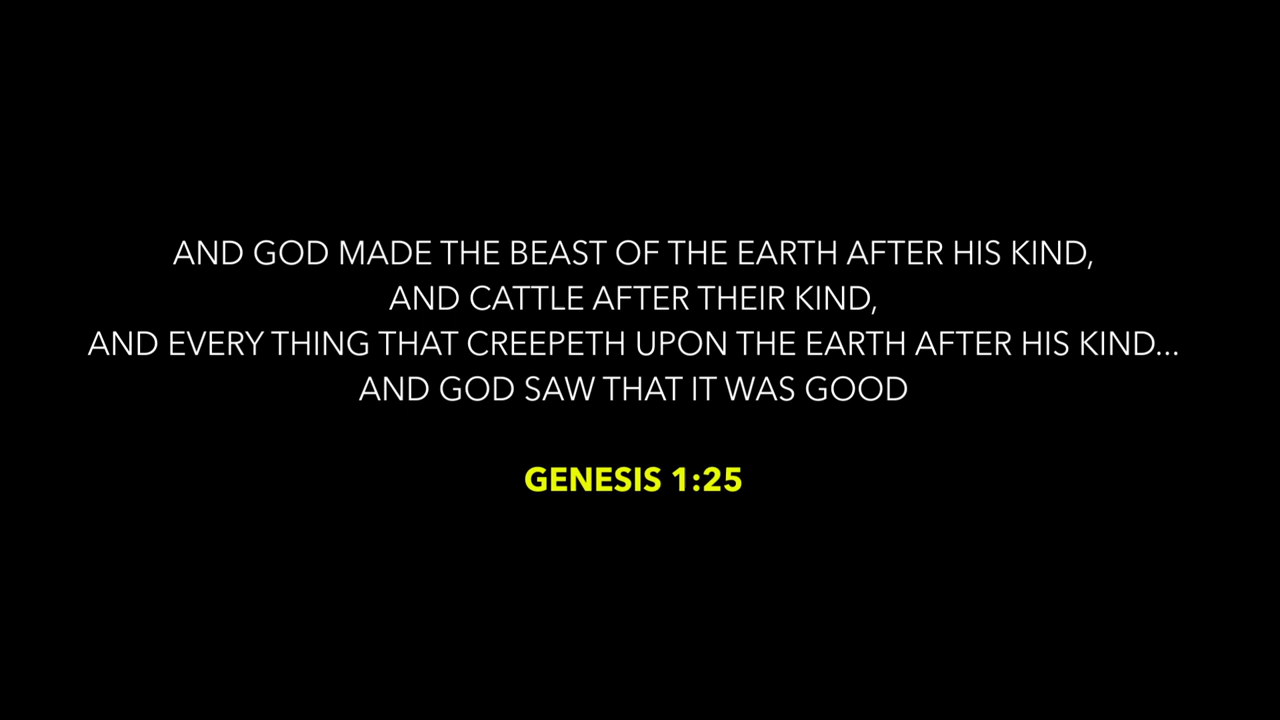 AND GOD MADE THE BEAST OF THE EARTH AFTER HIS KIND,
AND CATTLE AFTER THEIR KIND,
AND EVERY THING THAT CREEPETH UPON THE EARTH AFTER HIS KIND...
AND GOD SAW THAT IT WAS GOOD
GENESIS 1:25